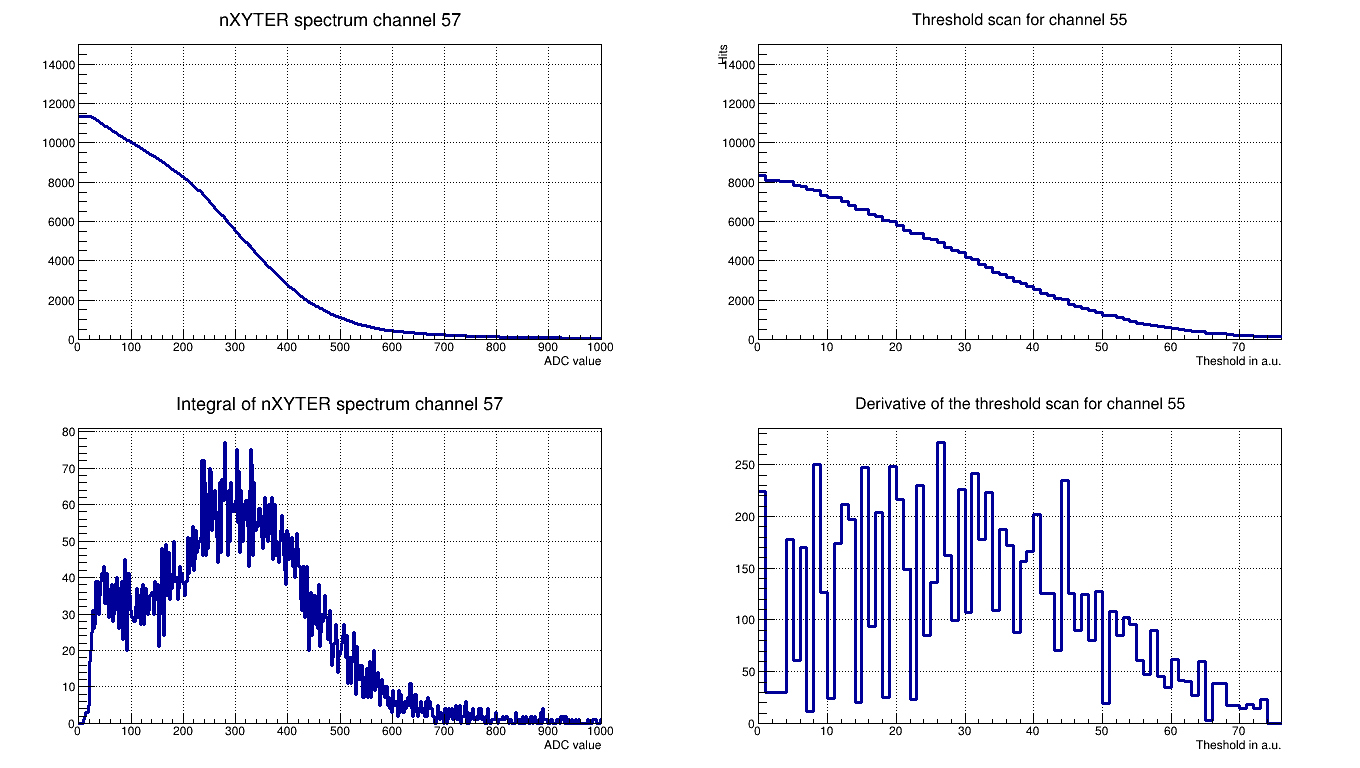 nXYTER spectrum channel 57
14000
12000
10000
8000
6000
4000
2000
0
0 100 200 300 400 500 600 700 800 900 1000
ADC value
Threshold scan for channel 55
Hits
14000
12000
10000
8000
6000
4000
2000
0
0 10 20 30 40 50 60 70
Theshold in a.u.
Integral of nXYTER spectrum channel 57
80
70
60
50
40
30
20
10
0
0 100 200 300 400 500 600 700 800 900 1000
ADC value
Derivative of the threshold scan for channel 55
250
200
150
100
50
0
0 10 20 30 40 50 60 70
Theshold in a.u.